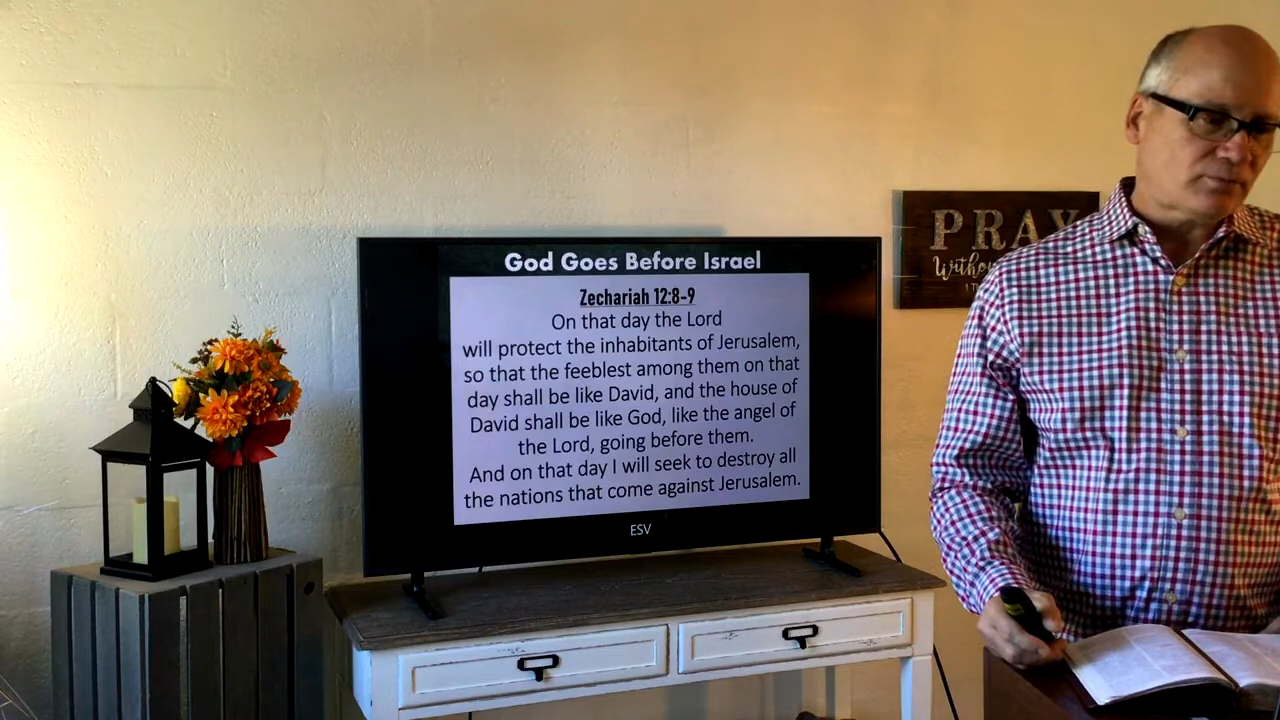 God Goes Before Israel
Zechariah 12:8-9
On that day the Lord
will protect the inhabitants of Jerusalem,
so that the feeblest among them on that
day shall be like David, and the house of
David shall be like God, like the angel of
the Lord, going before them.
And on that day I will seek to destroy all
the nations that come against Jerusalem.
ESV
PRAY